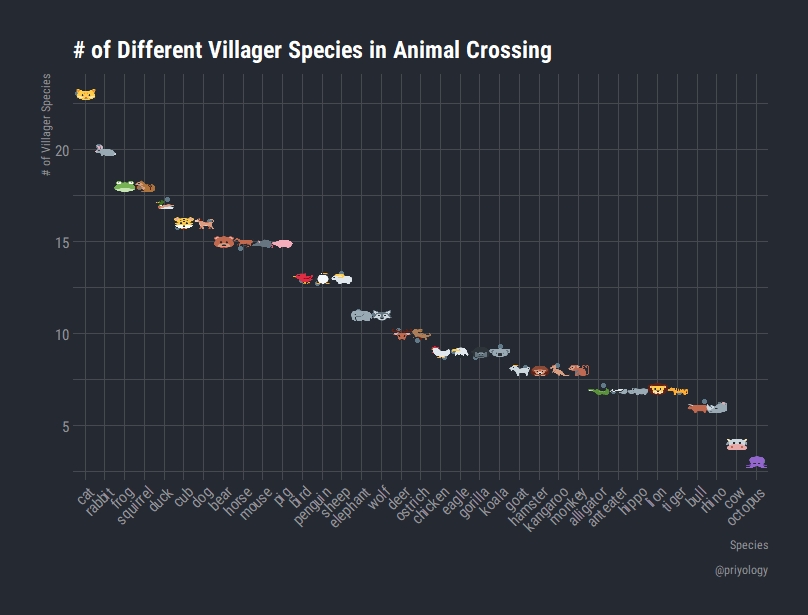 # of Different Villager Species in Animal Crossing
# of Villager Species
20
15
10
5
cat
rabbit
frog
squirrel
duck
cub
dog
bear
horse
mouse
pig
bird
penguin
sheep
elephant
wolf
deer
ostrich
chicken
eagle
gorilla
koala
goat
hamster
kangaroo
monkey
alligator
anteater
hippo
lion
tiger
bull
rhino
cow
octopus
Species
@priyology